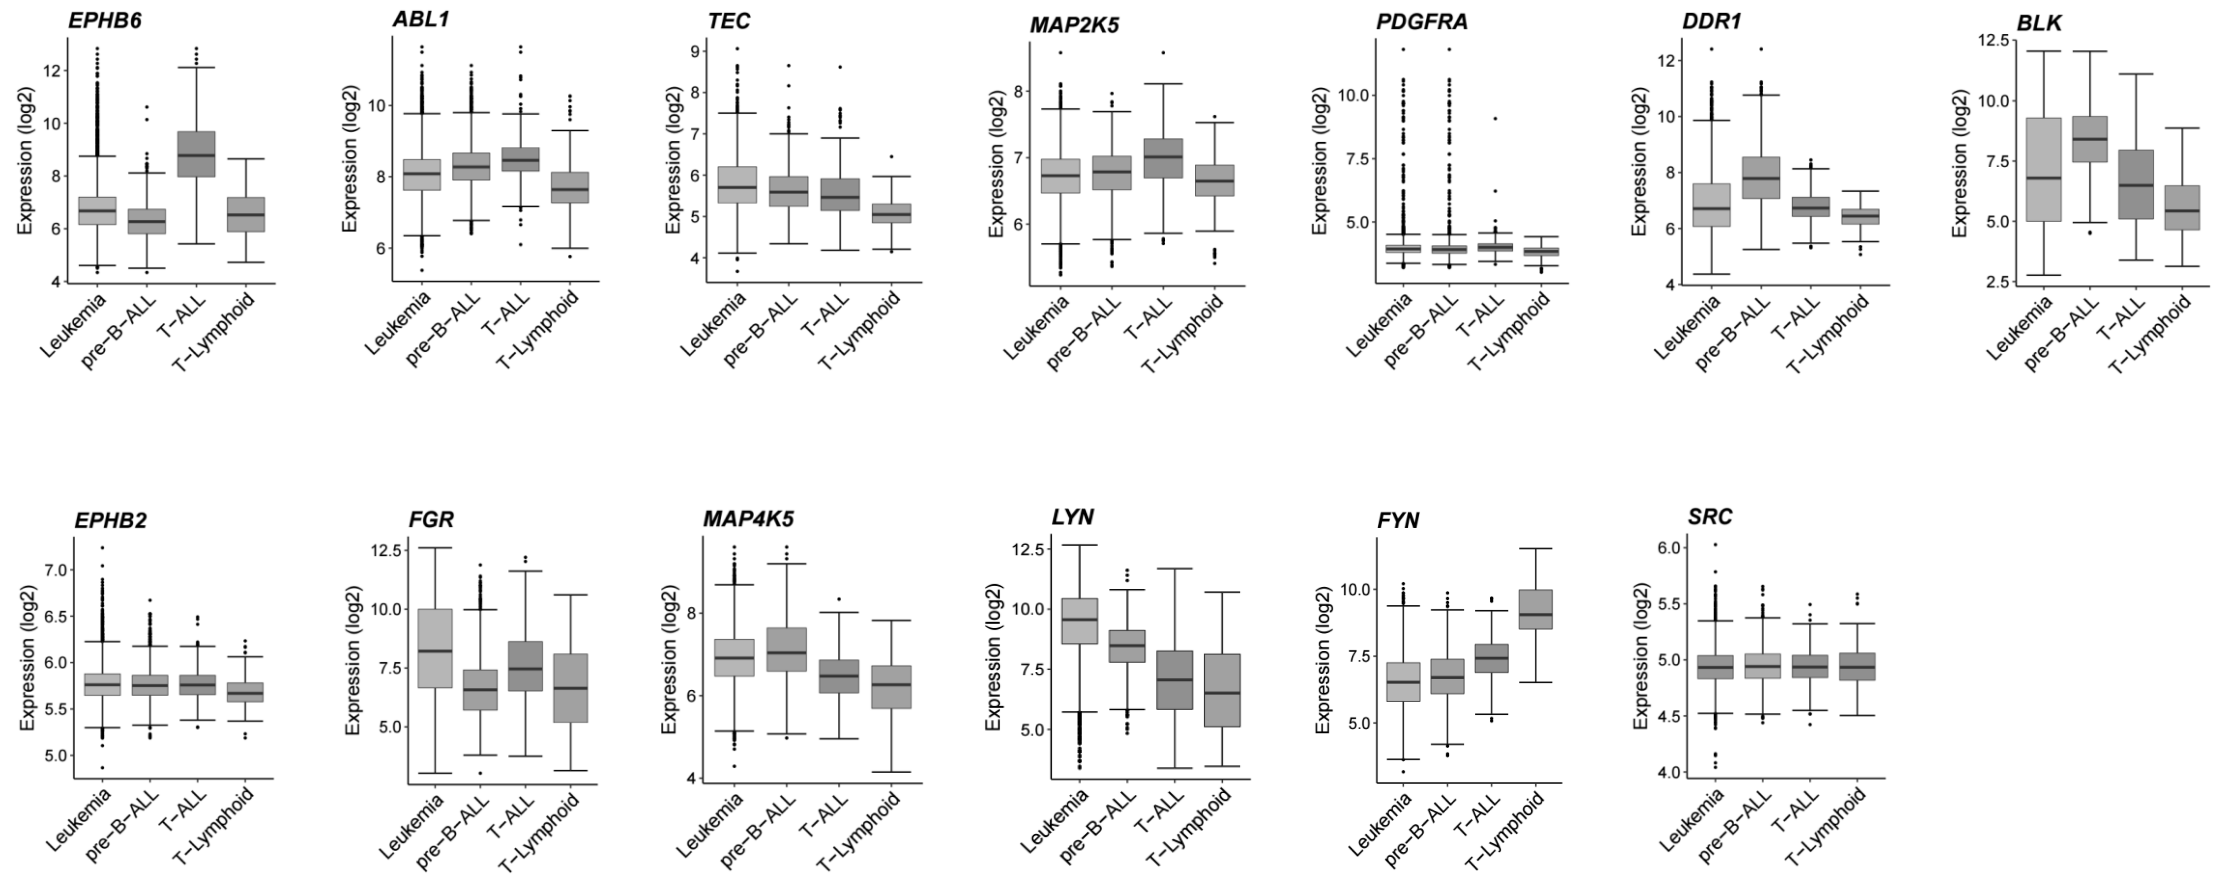 EPHB6
Expression (log2)
12
10
8
6
4
Leukemia
pre−B−ALL
T−ALL
T−Lymphoid
ABL1
Expression (log2)
10
8
6
Leukemia
pre−B−ALL
T−ALL
T−Lymphoid
TEC
Expression (log2)
9
8
7
6
5
4
Leukemia
pre−B−ALL
T−ALL
T−Lymphoid
MAP2K5
Expression (log2)
8
7
6
Leukemia
pre−B−ALL
T−ALL
T−Lymphoid
PDGFRA
Expression (log2)
10.0
7.5
5.0
Leukemia
pre−B−ALL
T−ALL
T−Lymphoid
DDR1
Expression (log2)
12
10
8
6
4
Leukemia
pre−B−ALL
T−ALL
T−Lymphoid
BLK
Expression (log2)
12.5
10.0
7.5
5.0
2.5
Leukemia
pre−B−ALL
T−ALL
T−Lymphoid
EPHB2
Expression (log2)
7.0
6.5
6.0
5.5
5.0
Leukemia
pre−B−ALL
T−ALL
T−Lymphoid
FGR
Expression (log2)
12.5
10.0
7.5
5.0
Leukemia
pre−B−ALL
T−ALL
T−Lymphoid
MAP4K5
Expression (log2)
8
6
4
Leukemia
pre−B−ALL
T−ALL
T−Lymphoid
LYN
Expression (log2)
12.5
10.0
7.5
5.0
Leukemia
pre−B−ALL
T−ALL
T−Lymphoid
FYN
Expression (log2)
10.0
7.5
5.0
Leukemia
pre−B−ALL
T−ALL
T−Lymphoid
SRC
Expression (log2)
6.0
5.5
5.0
4.5
4.0
Leukemia
pre−B−ALL
T−ALL
T−Lymphoid